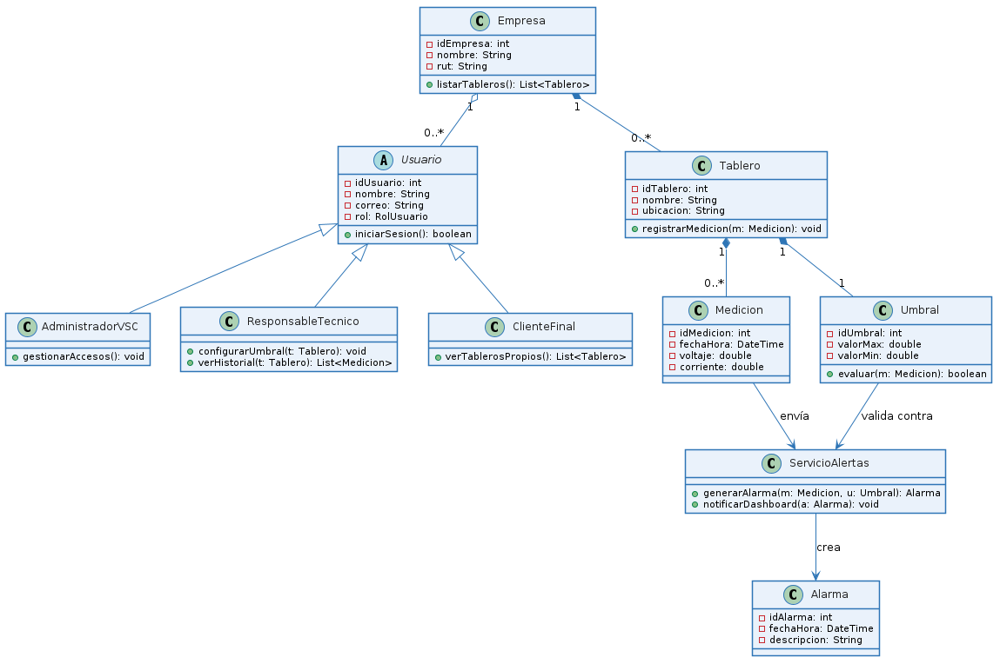 C Empresa
idEmpresa: int
nombre: String
rut: String
listarTableros(): List<Tablero>
1
1
0..*
0..*
A Usuario
idUsuario: int
nombre: String
correo: String
rol: RolUsuario
iniciarSesion(): boolean
C Tablero
idTablero: int
nombre: String
ubicacion: String
registrarMedicion(m: Medicion): void
1
1
0..*
1
C AdministradorVSC
gestionarAccesos(): void
C ResponsableTecnico
configurarUmbral(t: Tablero): void
verHistorial(t: Tablero): List<Medicion>
C ClienteFinal
verTablerosPropios(): List<Tablero>
C Medicion
idMedicion: int
fechaHora: DateTime
voltaje: double
corriente: double
C Umbral
idUmbral: int
valorMax: double
valorMin: double
evaluar(m: Medicion): boolean
envía
valida contra
C ServicioAlertas
generarAlarma(m: Medicion, u: Umbral): Alarma
notificarDashboard(a: Alarma): void
crea
C Alarma
idAlarma: int
fechaHora: DateTime
descripcion: String